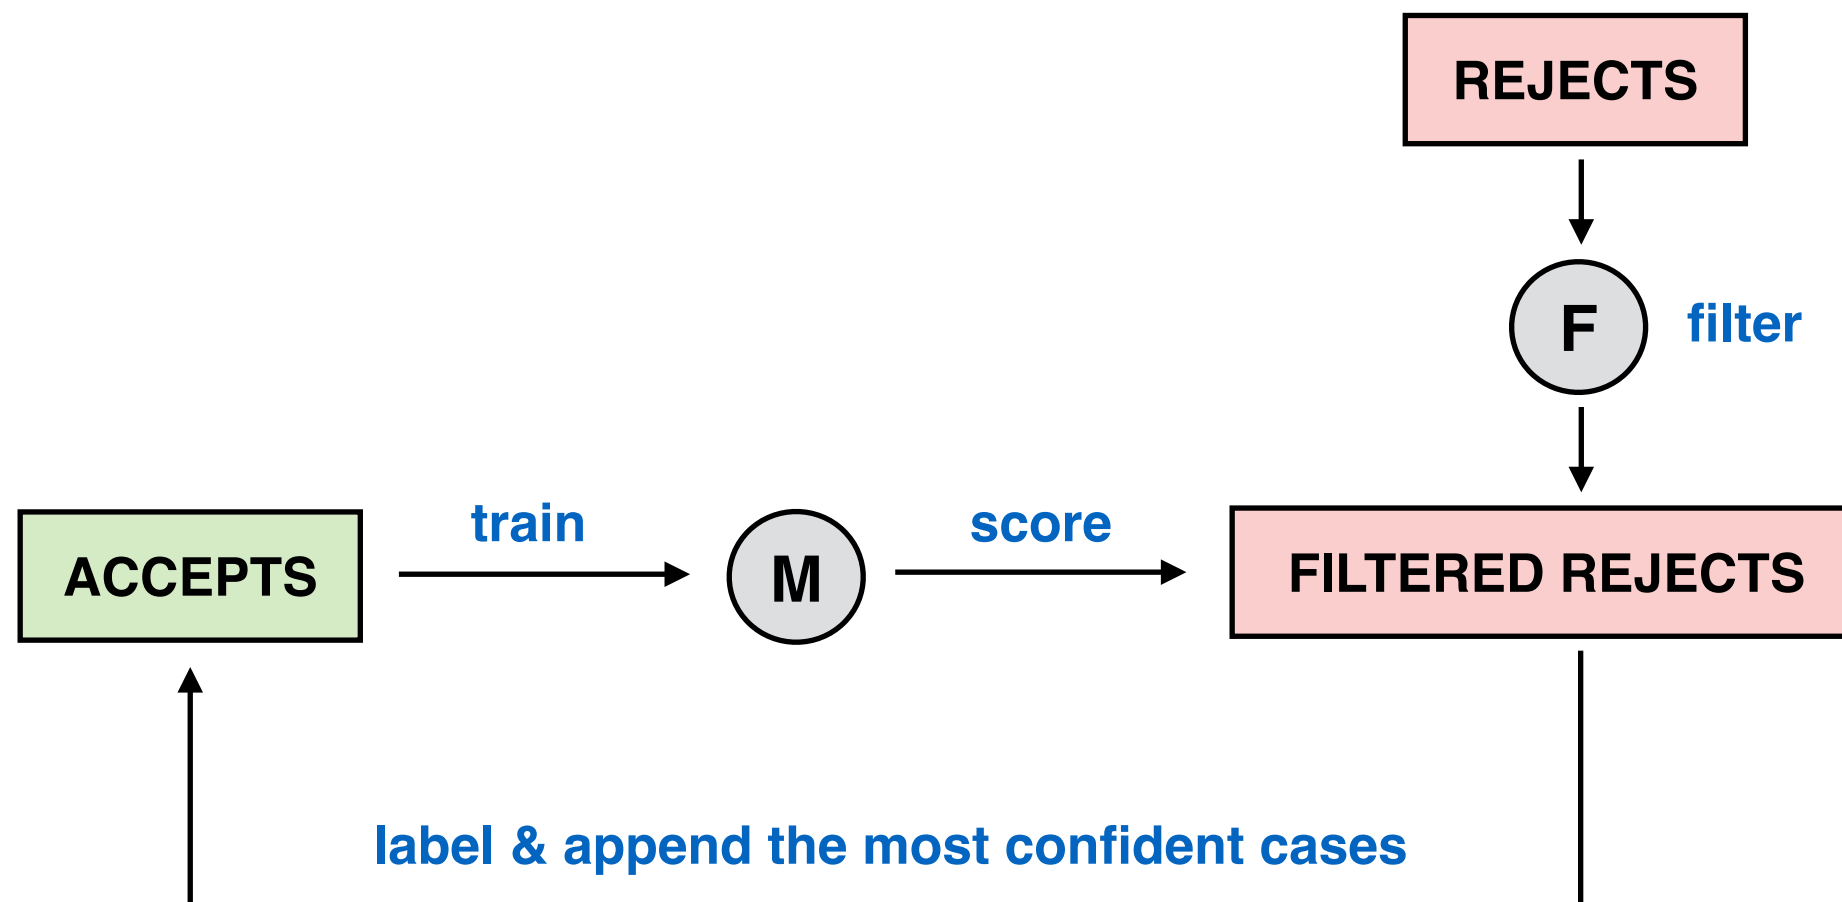 REJECTS
F
filter
train
score
ACCEPTS
M
FILTERED REJECTS
label & append the most confident cases